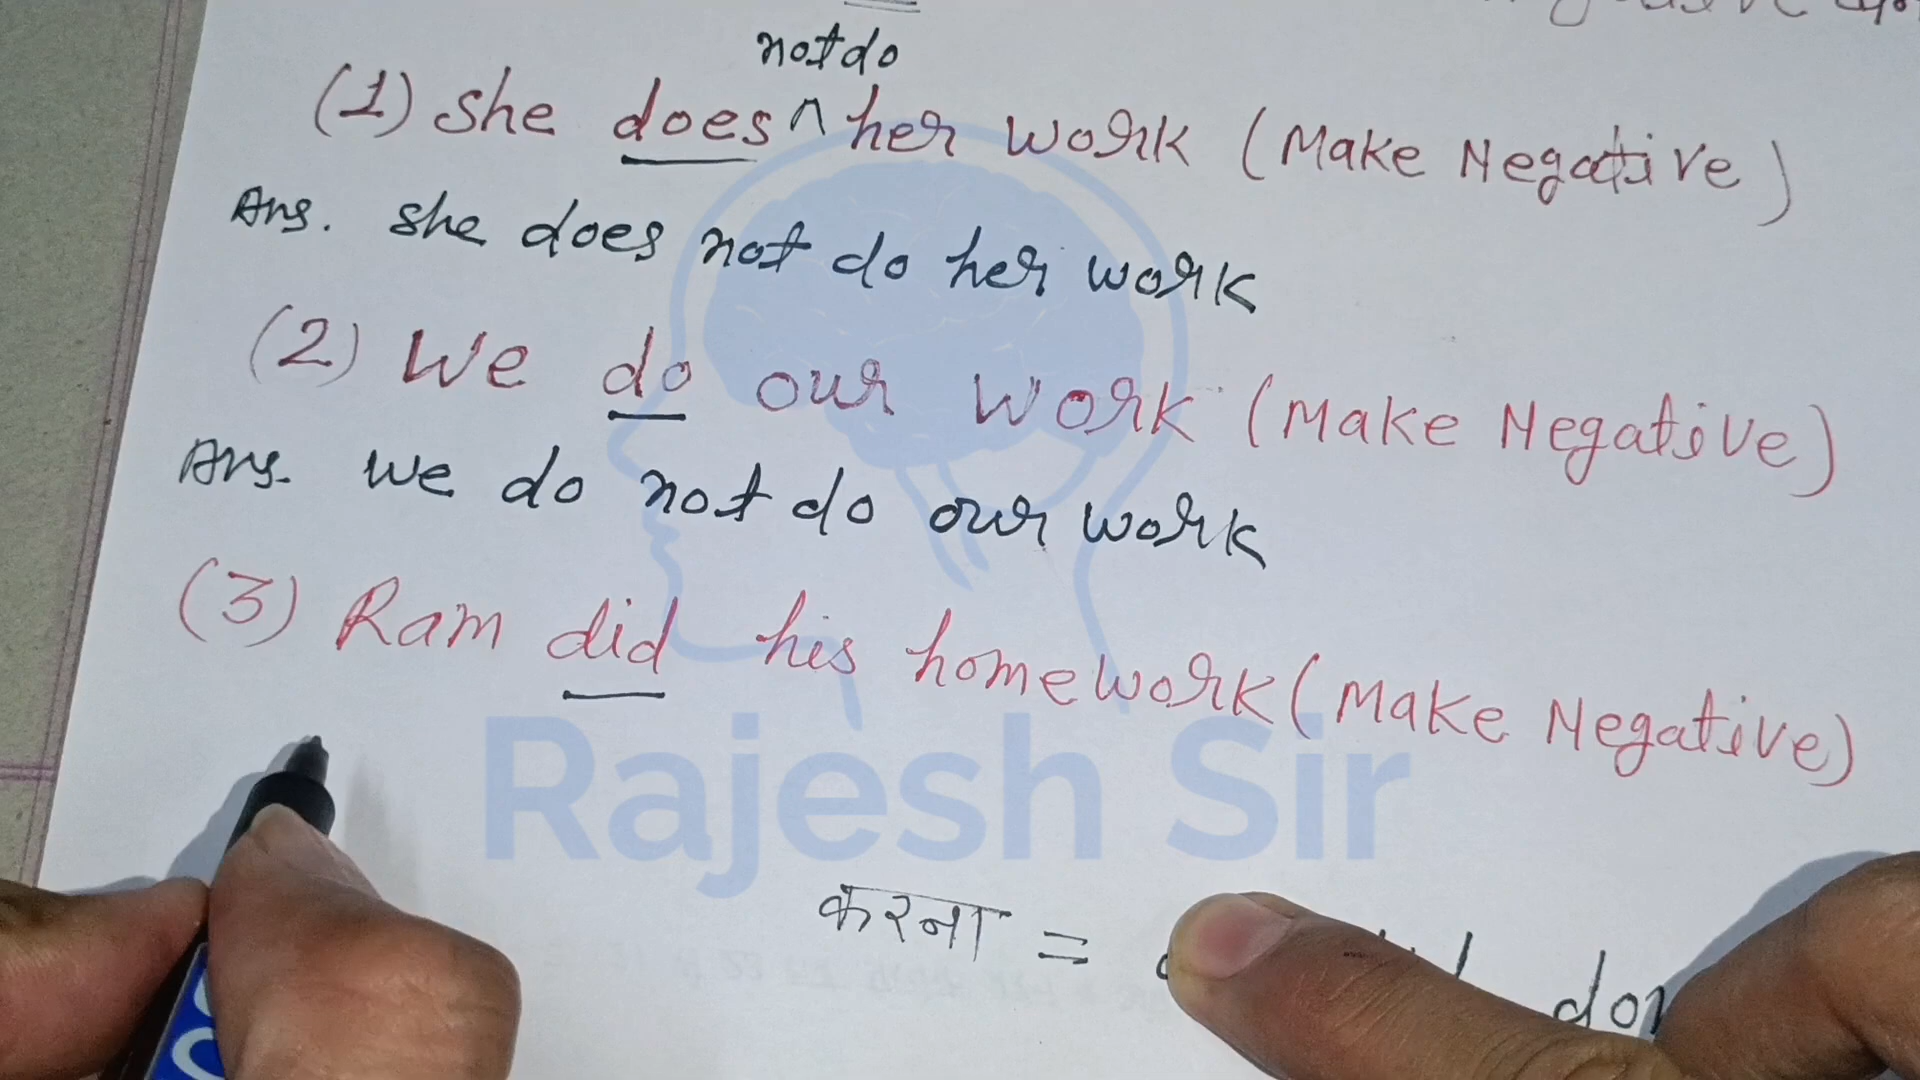 not do
(1) She does ^ her work (Make Negative)
Ans. she does not do her work
(2) We do our work (Make Negative)
Ans. we do not do our work
(3) Ram did his homework (Make Negative)
Rajesh Sir
करना =